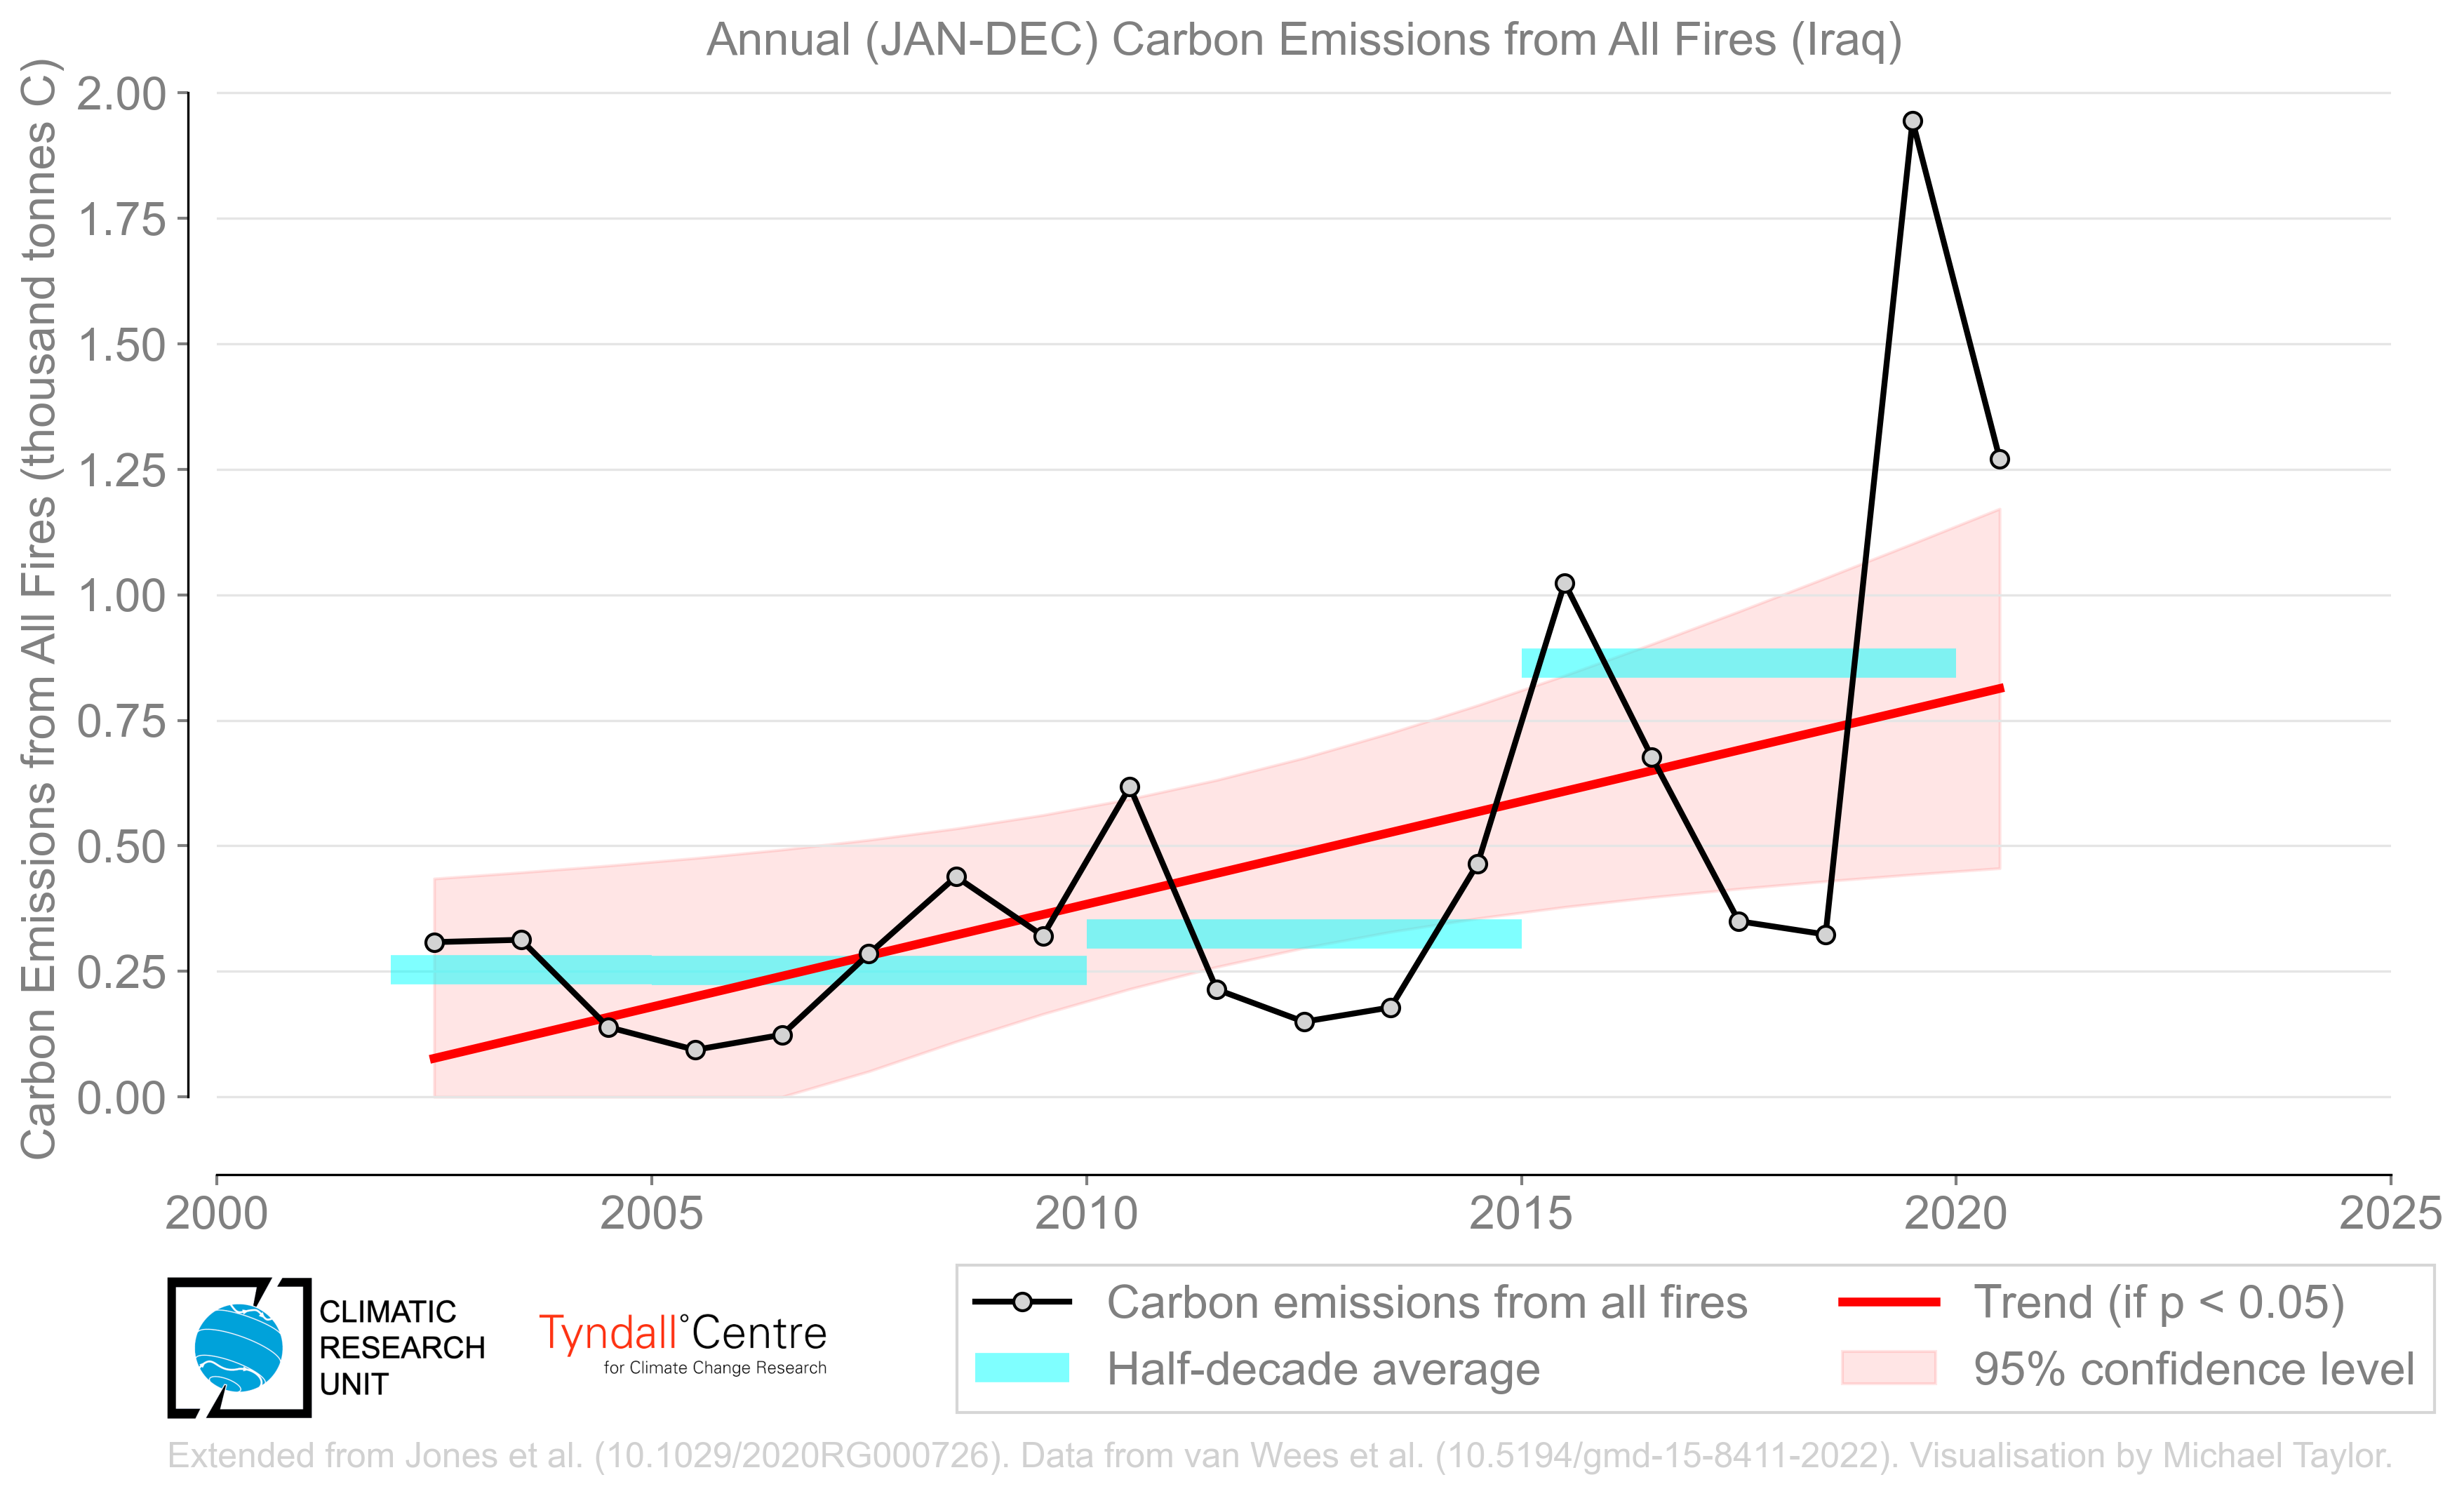 Annual (JAN-DEC) Carbon Emissions from All Fires (Iraq)
Carbon Emissions from All Fires (thousand tonnes C)
2.00
1.75
1.50
1.25
1.00
0.75
0.50
0.25
0.00
2000 2005 2010 2015 2020 2025
CLIMATIC
RESEARCH
UNIT
Tyndall°Centre
for Climate Change Research
Carbon emissions from all fires
Half-decade average
Trend (if p < 0.05)
95% confidence level
Extended from Jones et al. (10.1029/2020RG000726). Data from van Wees et al. (10.5194/gmd-15-8411-2022). Visualisation by Michael Taylor.